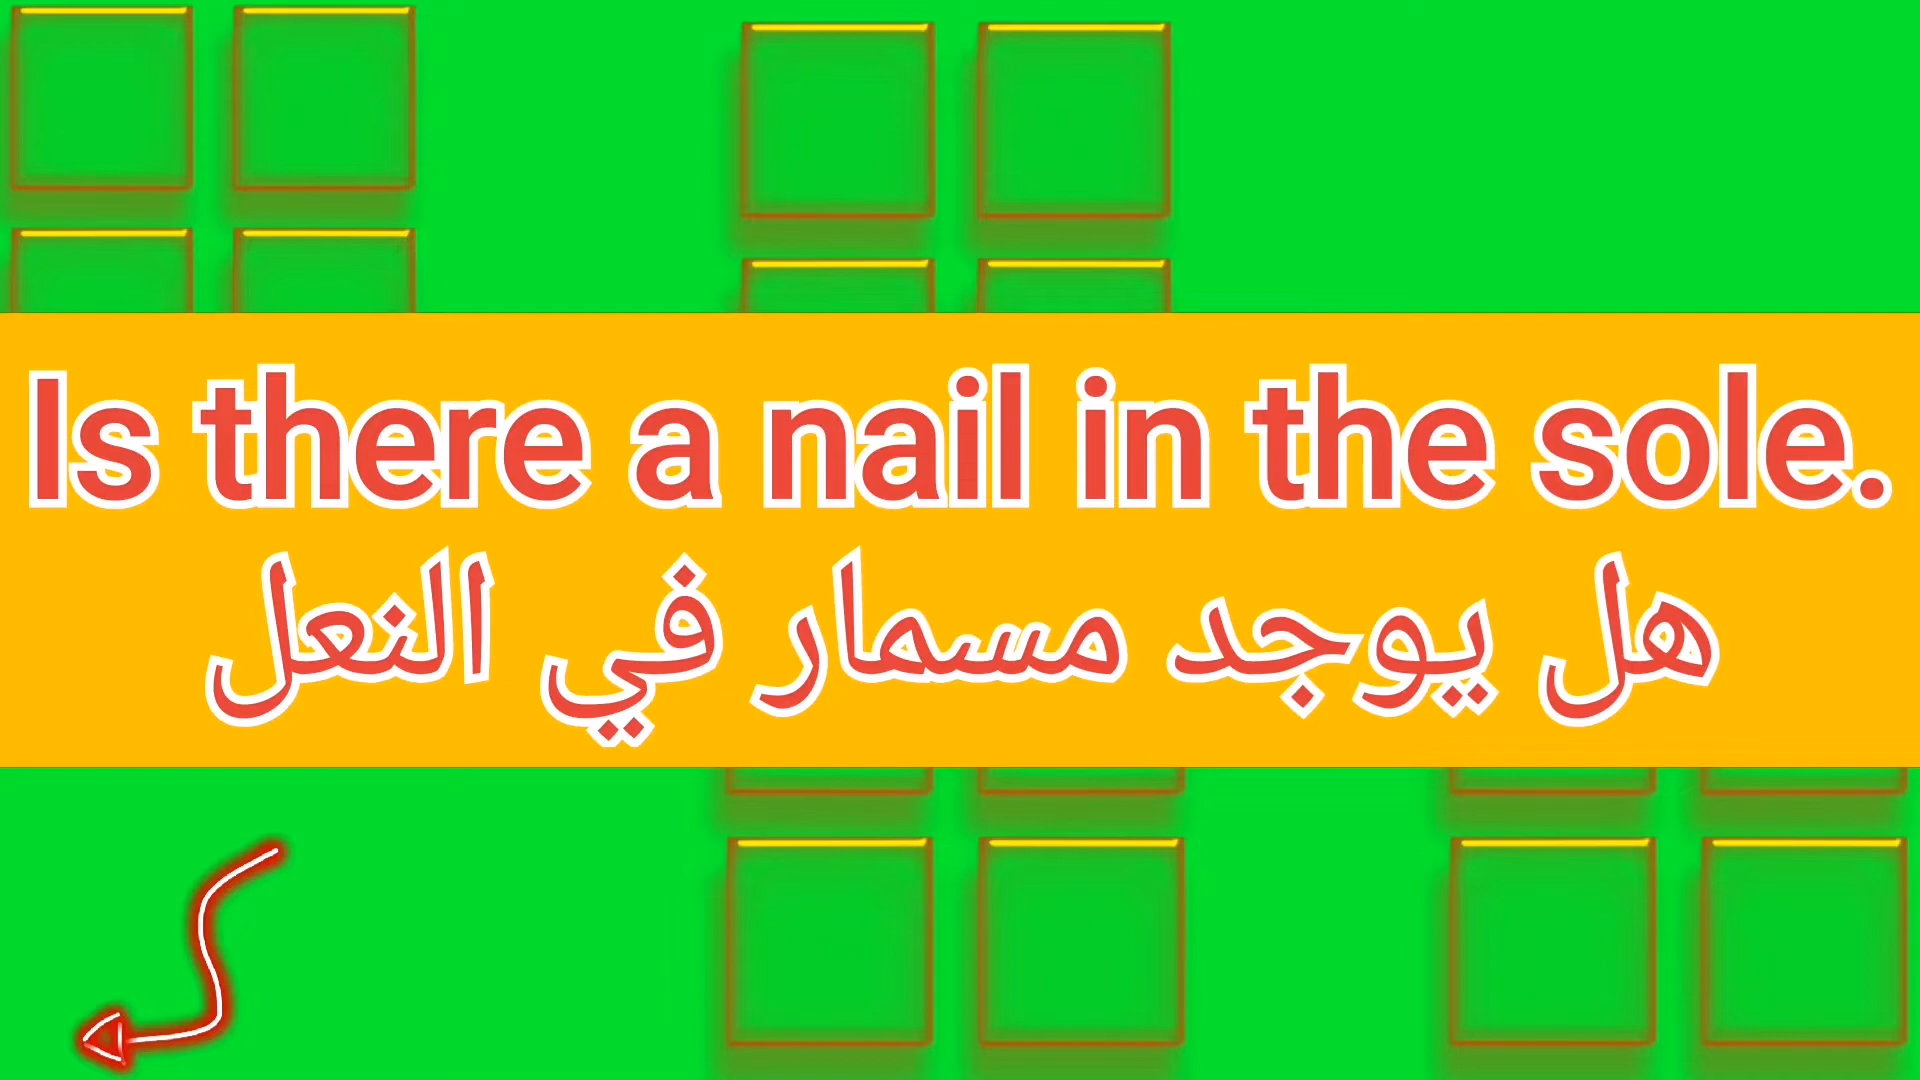 Is there a nail in the sole.
هل يوجد مسمار في النعل